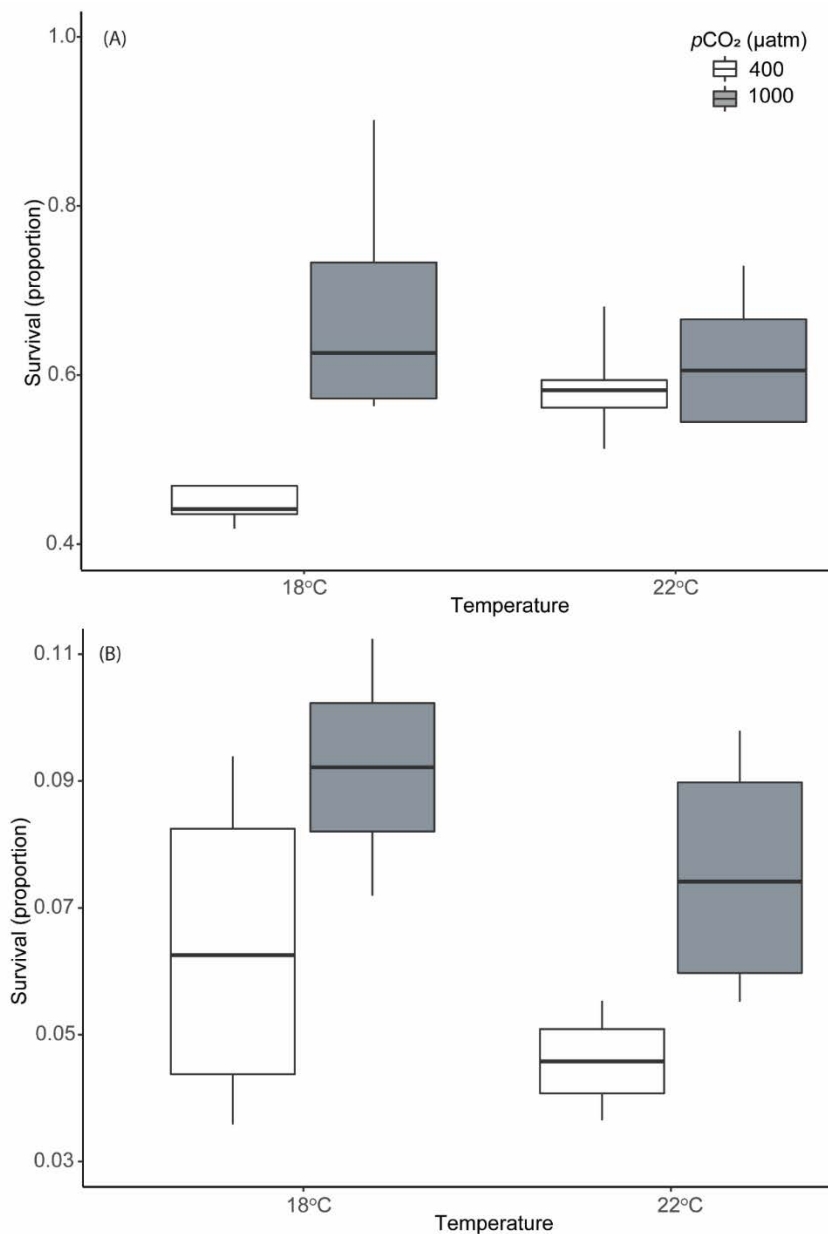 (A)
pCO₂ (µatm)
400
1000
1.0
0.8
0.6
0.4
Survival (proportion)
18°C
22°C
Temperature
(B)
0.11
0.09
0.07
0.05
0.03
Survival (proportion)
18°C
22°C
Temperature